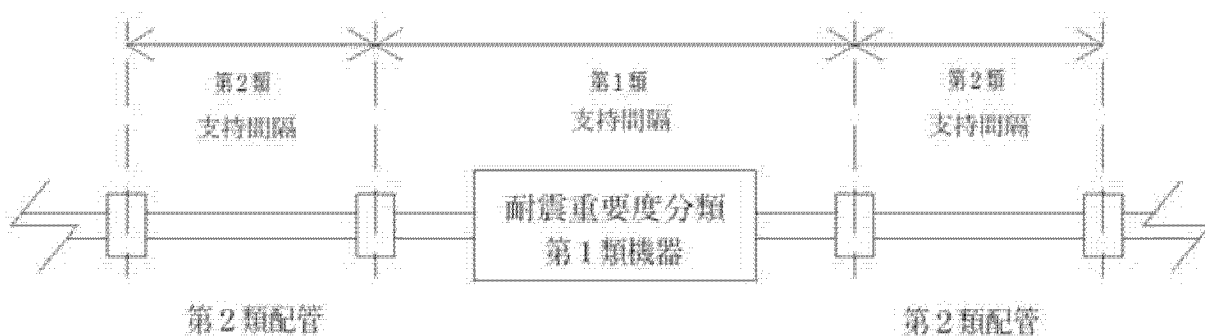 第2類
支持間隔
第1類
支持間隔
第2類
支持間隔
耐震重要度分類
第1類機器
第2類配管
第2類配管